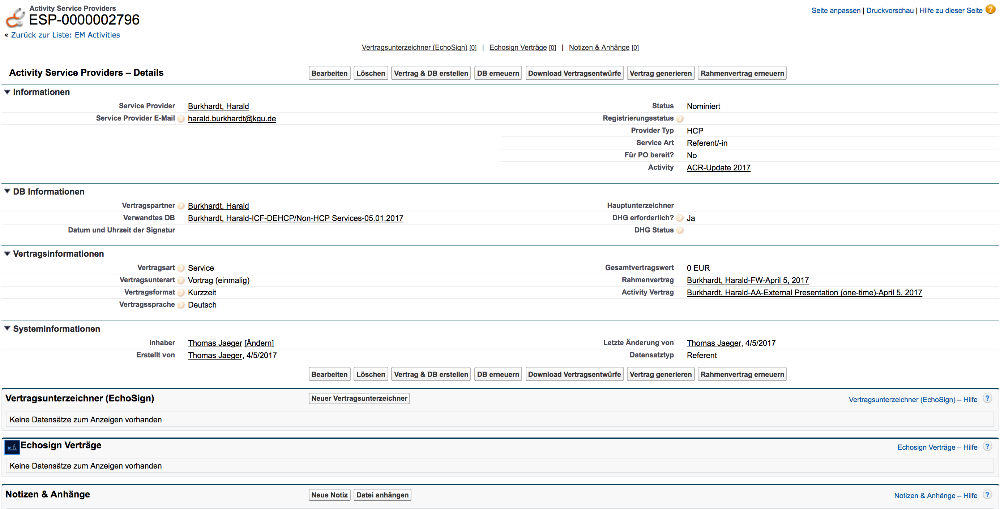 Activity Service Providers
ESP-0000002796
Seite anpassen | Druckvorschau | Hilfe zu dieser Seite ?
« Zurück zur Liste: EM Activities
Vertragsunterzeichner (EchoSign) [0] | Echosign Verträge [0] | Notizen & Anhänge [0]
Activity Service Providers – Details Bearbeiten Löschen Vertrag & DB erstellen DB erneuern Download Vertragsentwürfe Vertrag generieren Rahmenvertrag erneuern
Informationen
Service Provider Burkhardt, Harald Status Nominiert
Service Provider E-Mail ? harald.burkhardt@kgu.de Registrierungsstatus ?
Provider Typ HCP
Service Art Referent/-in
Für PO bereit? No
Activity ACR-Update 2017
DB Informationen
Vertragspartner ? Burkhardt, Harald Hauptunterzeichner
Verwandtes DB Burkhardt, Harald-ICF-DEHCP/Non-HCP Services-05.01.2017 DHG erforderlich? ? Ja
Datum und Uhrzeit der Signatur DHG Status ?
Vertragsinformationen
Vertragsart ? Service Gesamtvertragswert 0 EUR
Vertragsunterart ? Vortrag (einmalig) Rahmenvertrag Burkhardt, Harald-FW-April 5, 2017
Vertragsformat ? Kurzzeit Activity Vertrag Burkhardt, Harald-AA-External Presentation (one-time)-April 5, 2017
Vertragssprache ? Deutsch
Systeminformationen
Inhaber Thomas Jaeger [Ändern] Letzte Änderung von Thomas Jaeger, 4/5/2017
Erstellt von Thomas Jaeger, 4/5/2017 Datensatztyp Referent
Bearbeiten Löschen Vertrag & DB erstellen DB erneuern Download Vertragsentwürfe Vertrag generieren Rahmenvertrag erneuern
Vertragsunterzeichner (EchoSign) Neuer Vertragsunterzeichner Vertragsunterzeichner (EchoSign) – Hilfe ?
Keine Datensätze zum Anzeigen vorhanden
Echosign Verträge Echosign Verträge – Hilfe ?
Keine Datensätze zum Anzeigen vorhanden
Notizen & Anhänge Neue Notiz Datei anhängen Notizen & Anhänge – Hilfe ?